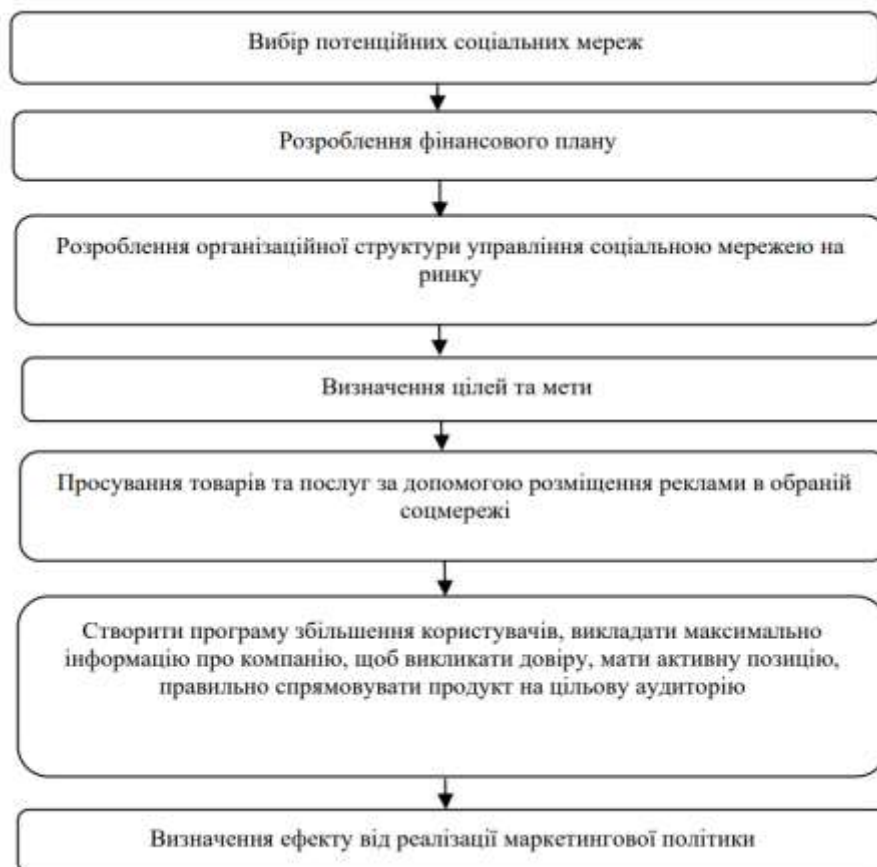 Вибір потенційних соціальних мереж
Розроблення фінансового плану
Розроблення організаційної структури управління соціальною мережею на
ринку
Визначення цілей та мети
Просування товарів та послуг за допомогою розміщення реклами в обраній
соцмережі
Створити програму збільшення користувачів, викладати максимально
інформацію про компанію, щоб викликати довіру, мати активну позицію,
правильно спрямовувати продукт на цільову аудиторію
Визначення ефекту від реалізації маркетингової політики